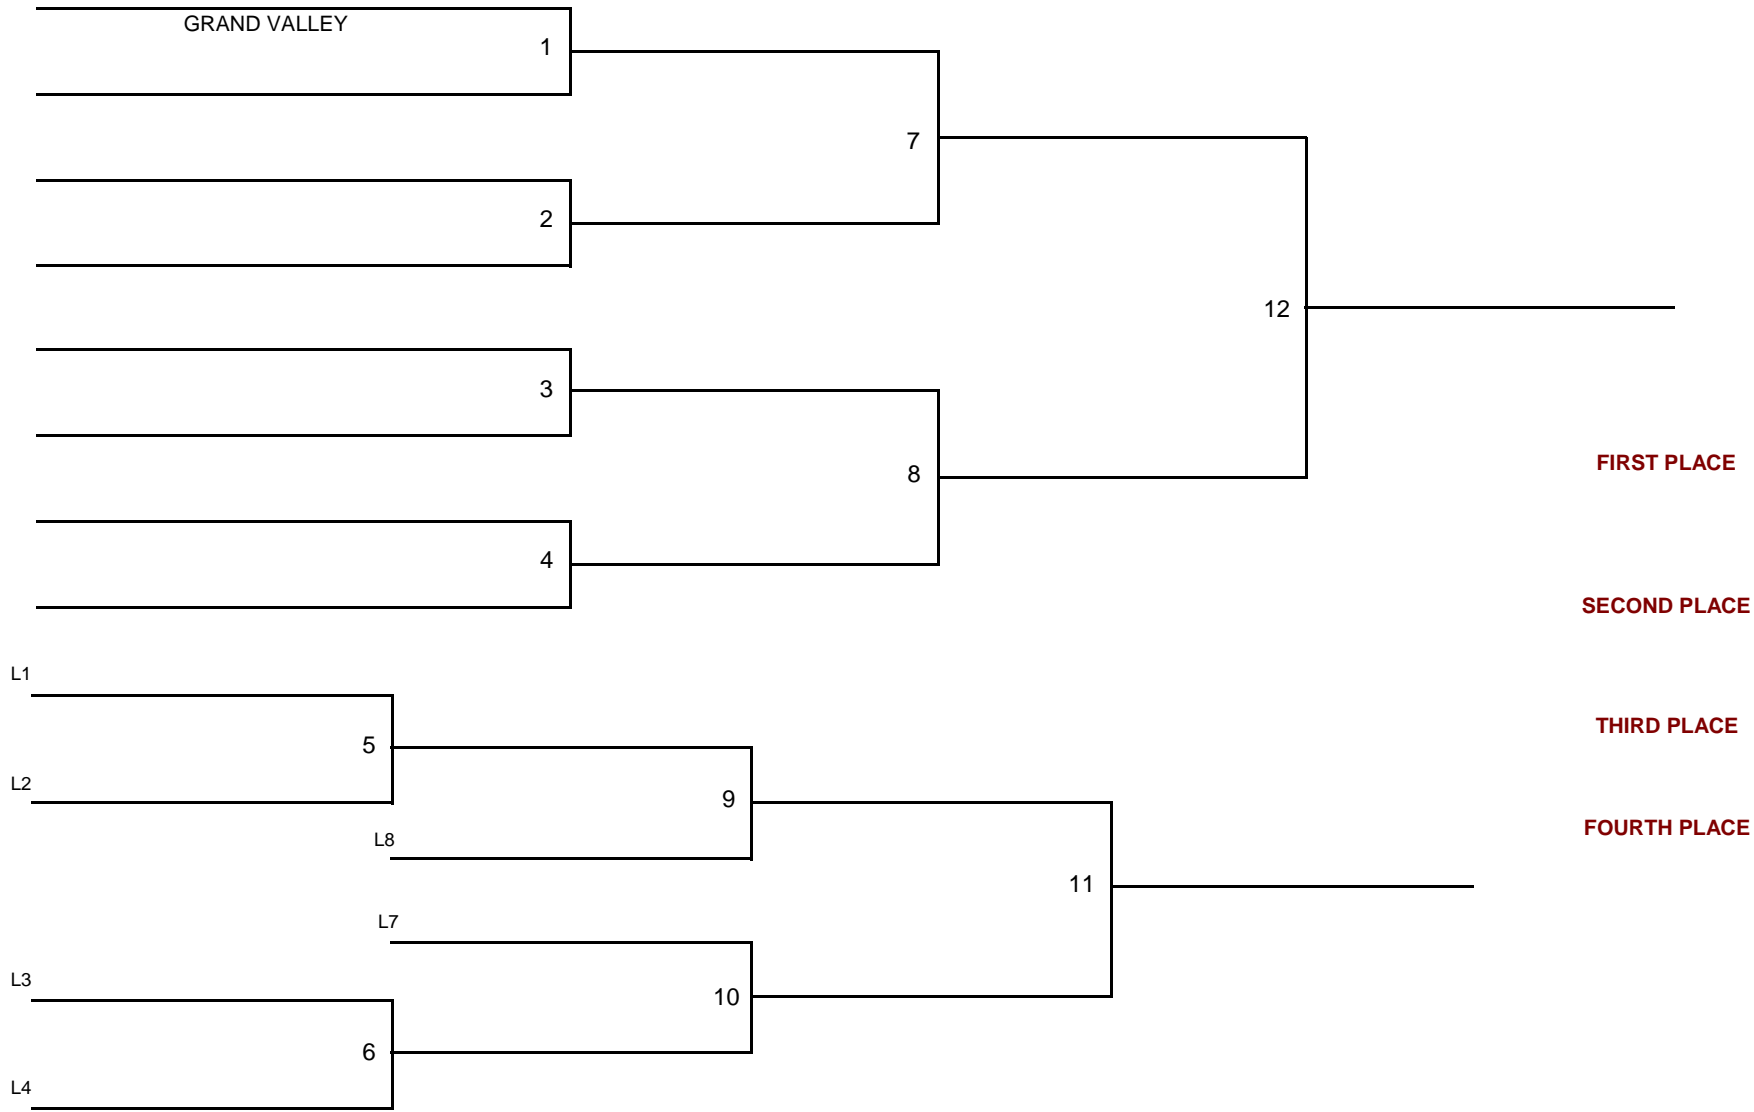 GRAND VALLEY
1
7
2
12
3
FIRST PLACE
8
4
SECOND PLACE
L1
THIRD PLACE
5
L2
9
FOURTH PLACE
L8
11
L7
L3
10
6
L4